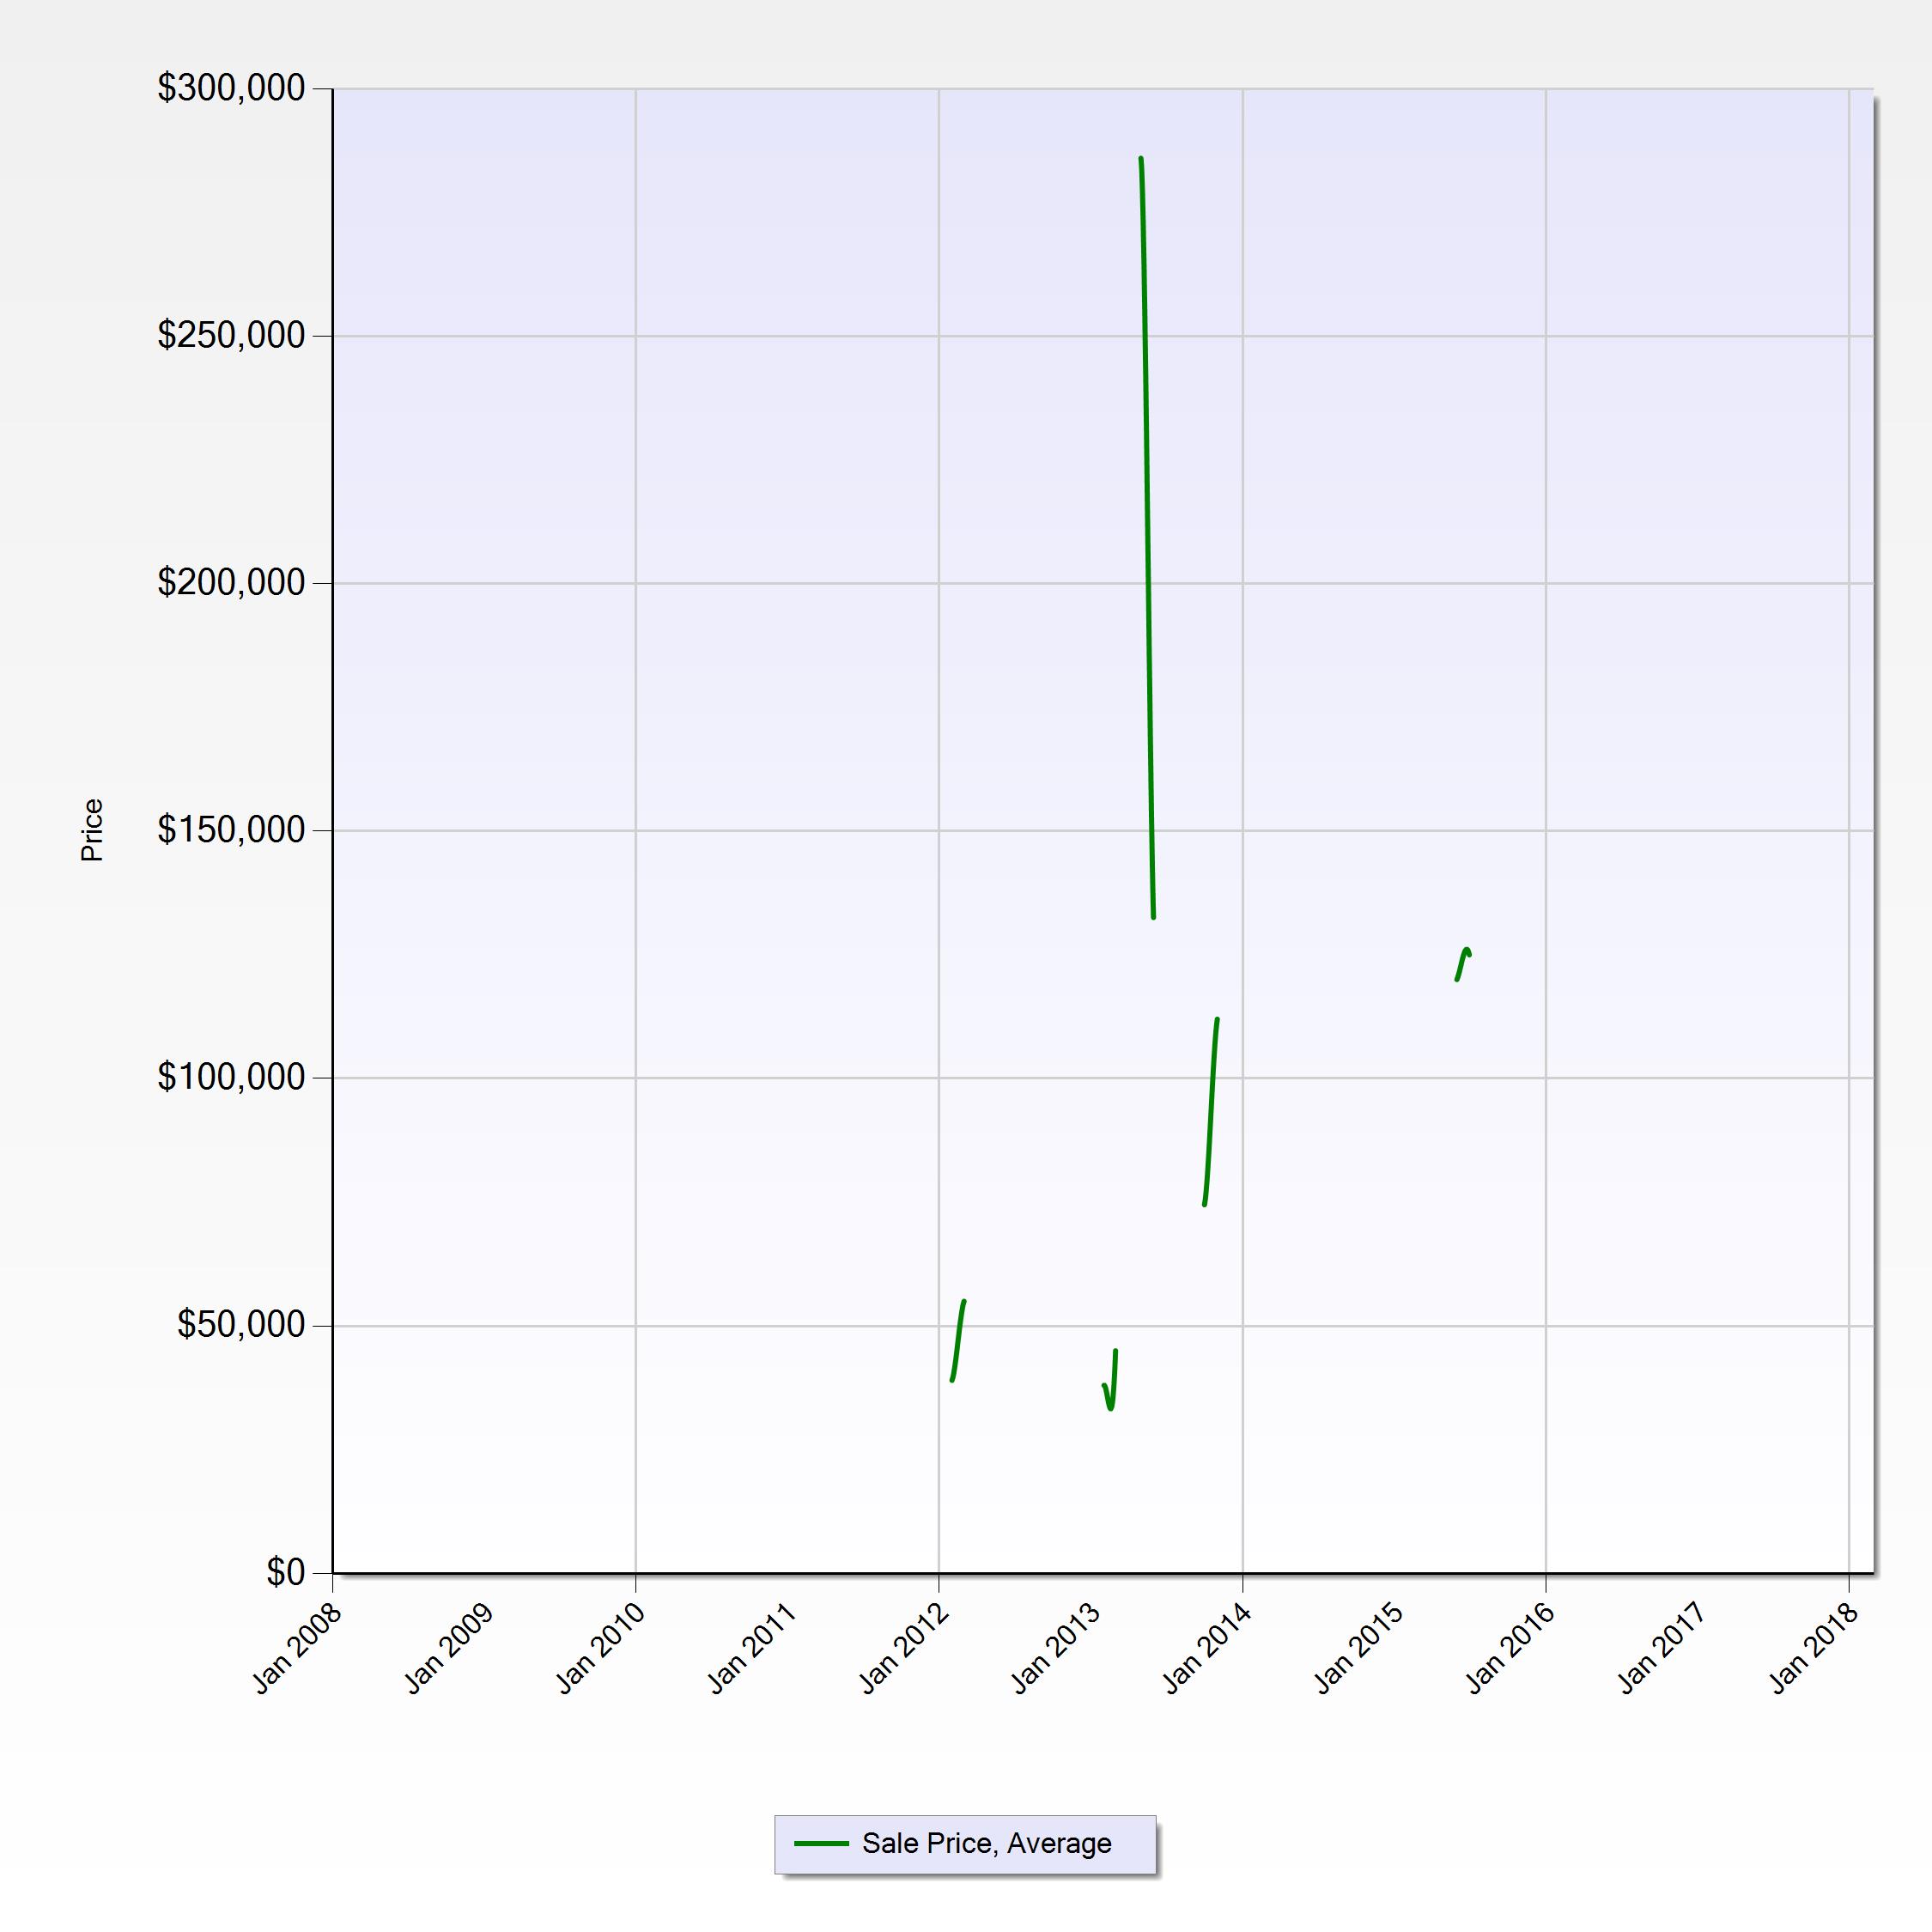 $300,000
$250,000
$200,000
$150,000
$100,000
$50,000
$0
Price
Jan 2008
Jan 2009
Jan 2010
Jan 2011
Jan 2012
Jan 2013
Jan 2014
Jan 2015
Jan 2016
Jan 2017
Jan 2018
Sale Price, Average